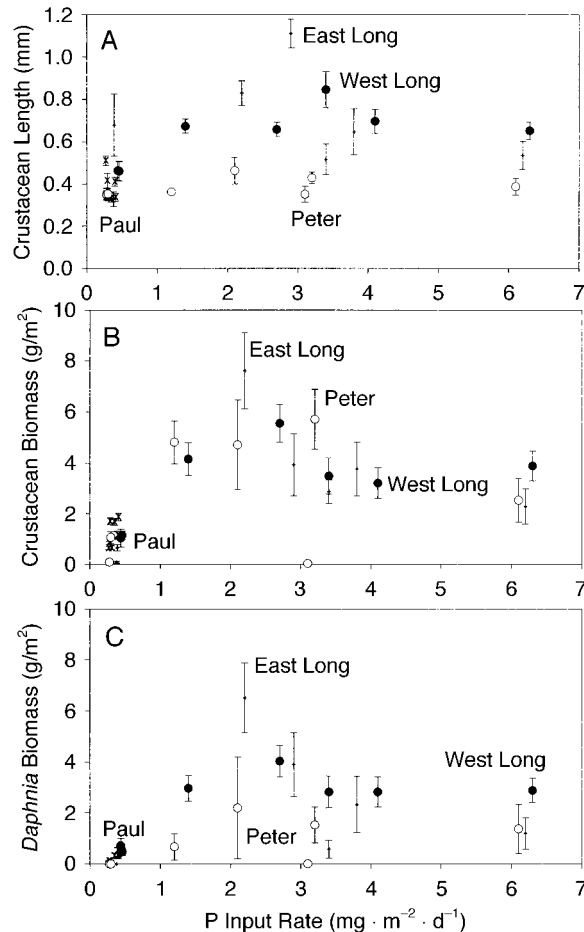 A
Crustacean Length (mm)
1.2
1.0
0.8
0.6
0.4
0.2
0.0
East Long
West Long
Paul
Peter
0 1 2 3 4 5 6 7
B
Crustacean Biomass (g/m²)
10
8
6
4
2
0
East Long
Peter
West Long
Paul
0 1 2 3 4 5 6 7
C
Daphnia Biomass (g/m²)
10
8
6
4
2
0
East Long
West Long
Paul
Peter
0 1 2 3 4 5 6 7
P Input Rate (mg · m⁻² · d⁻¹)